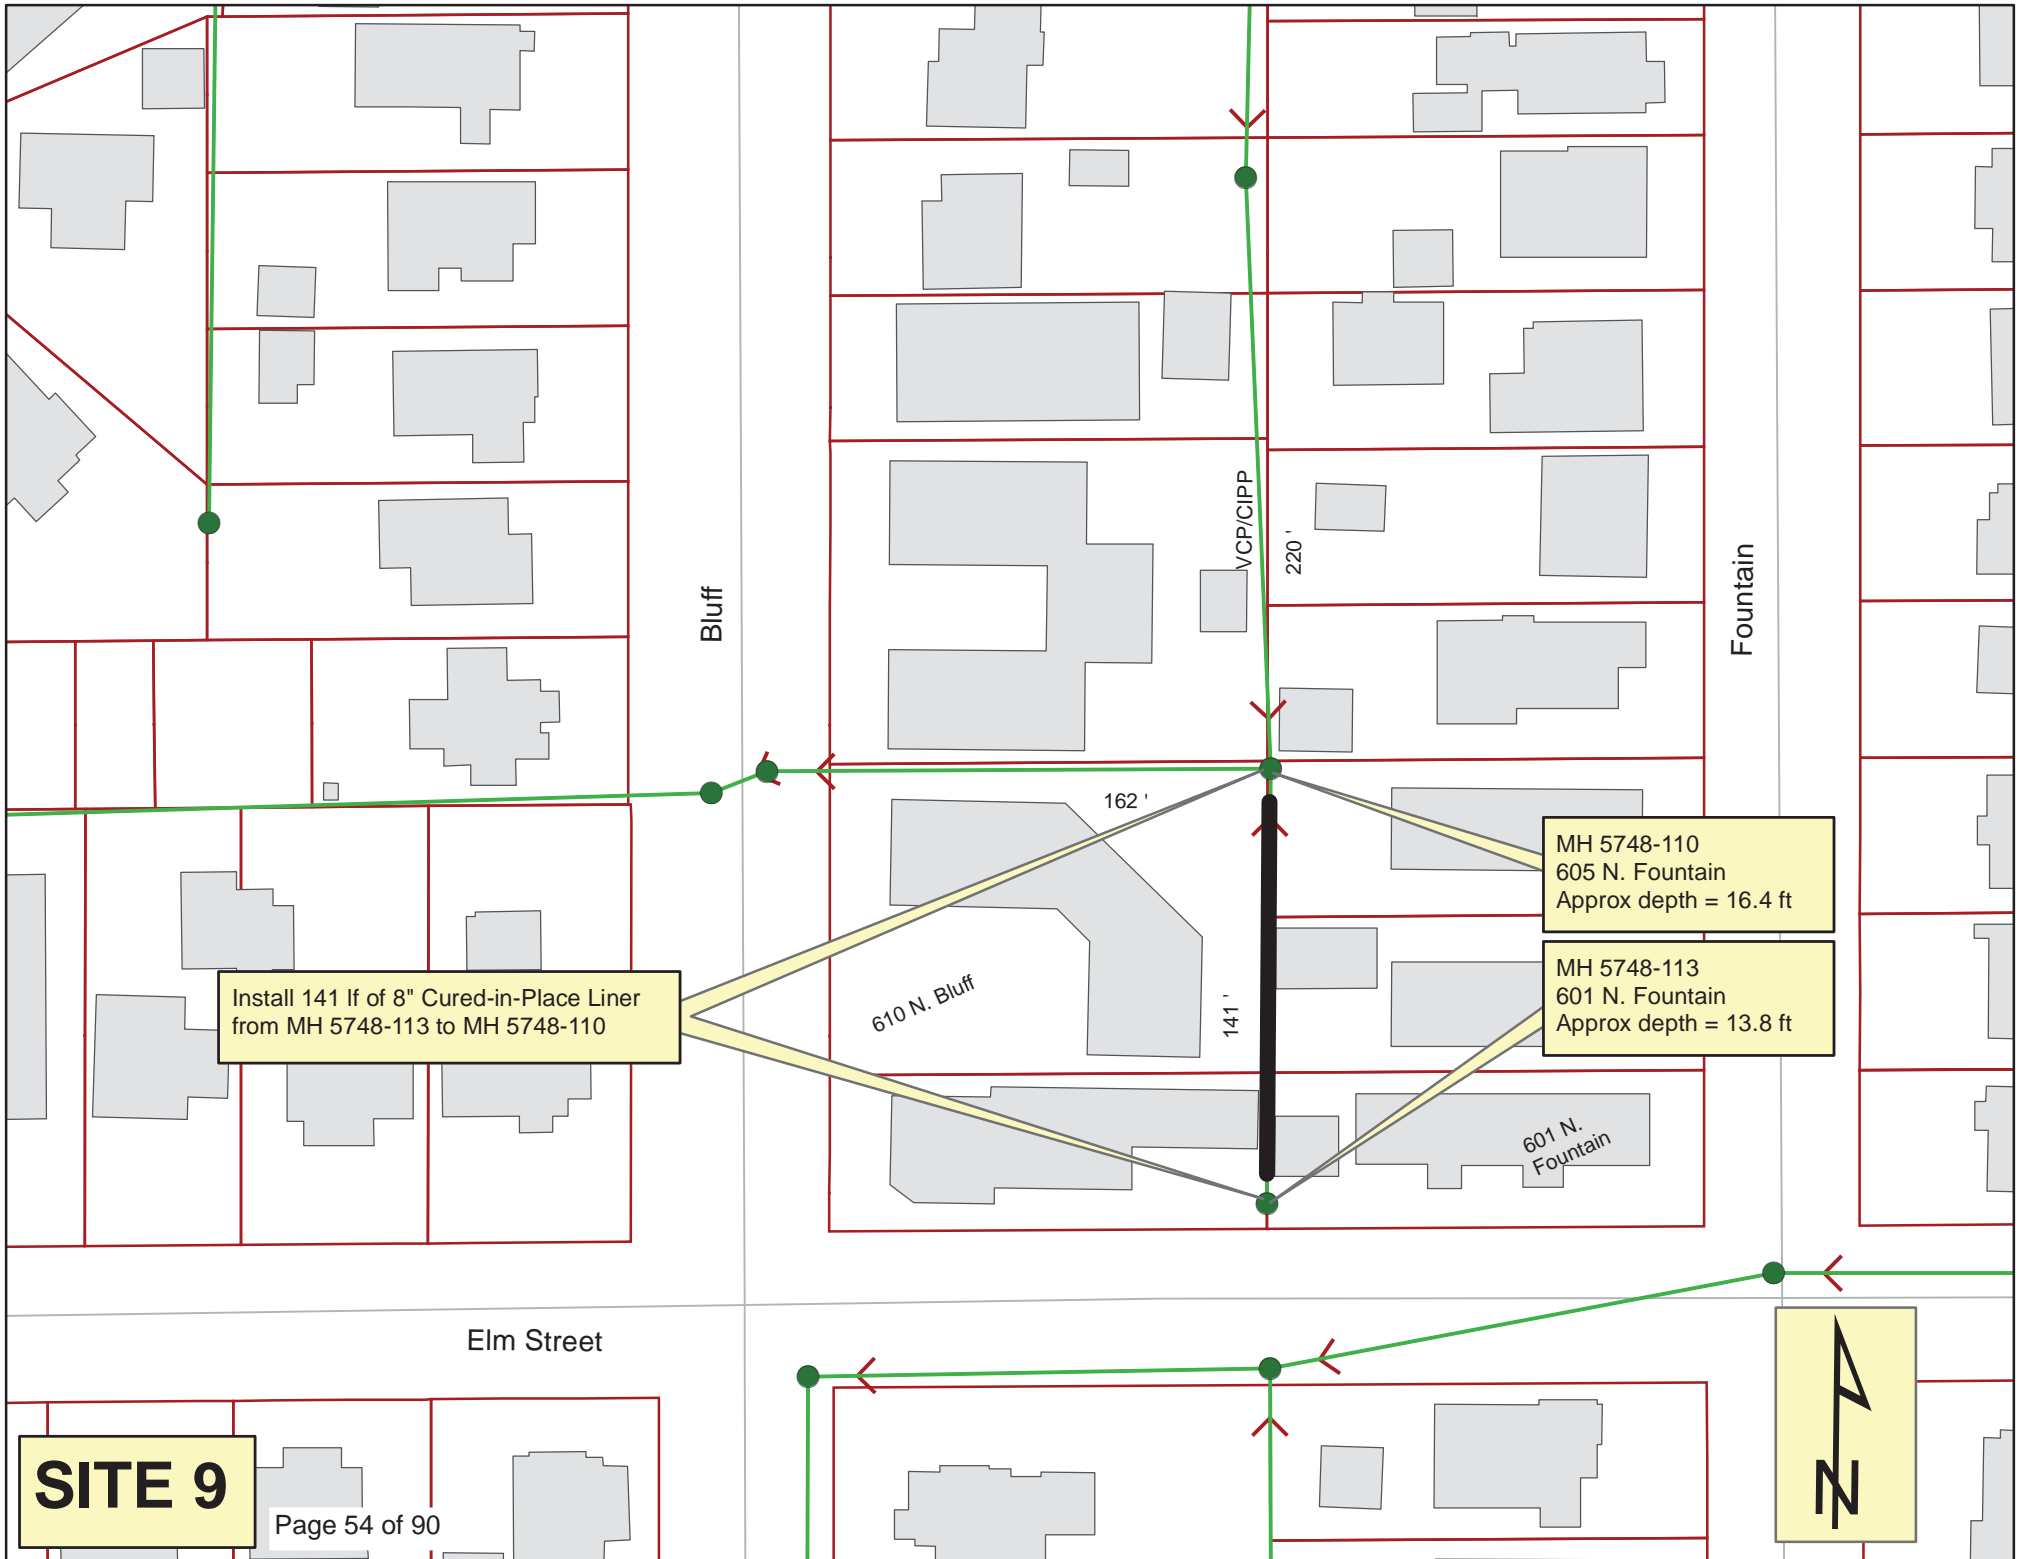 VCP/CIPP
220 '
Bluff
Fountain
162 '
MH 5748-110
605 N. Fountain
Approx depth = 16.4 ft
MH 5748-113
601 N. Fountain
Approx depth = 13.8 ft
Install 141 lf of 8" Cured-in-Place Liner
from MH 5748-113 to MH 5748-110
610 N. Bluff
141 '
601 N.
Fountain
Elm Street
SITE 9
Page 54 of 90
N